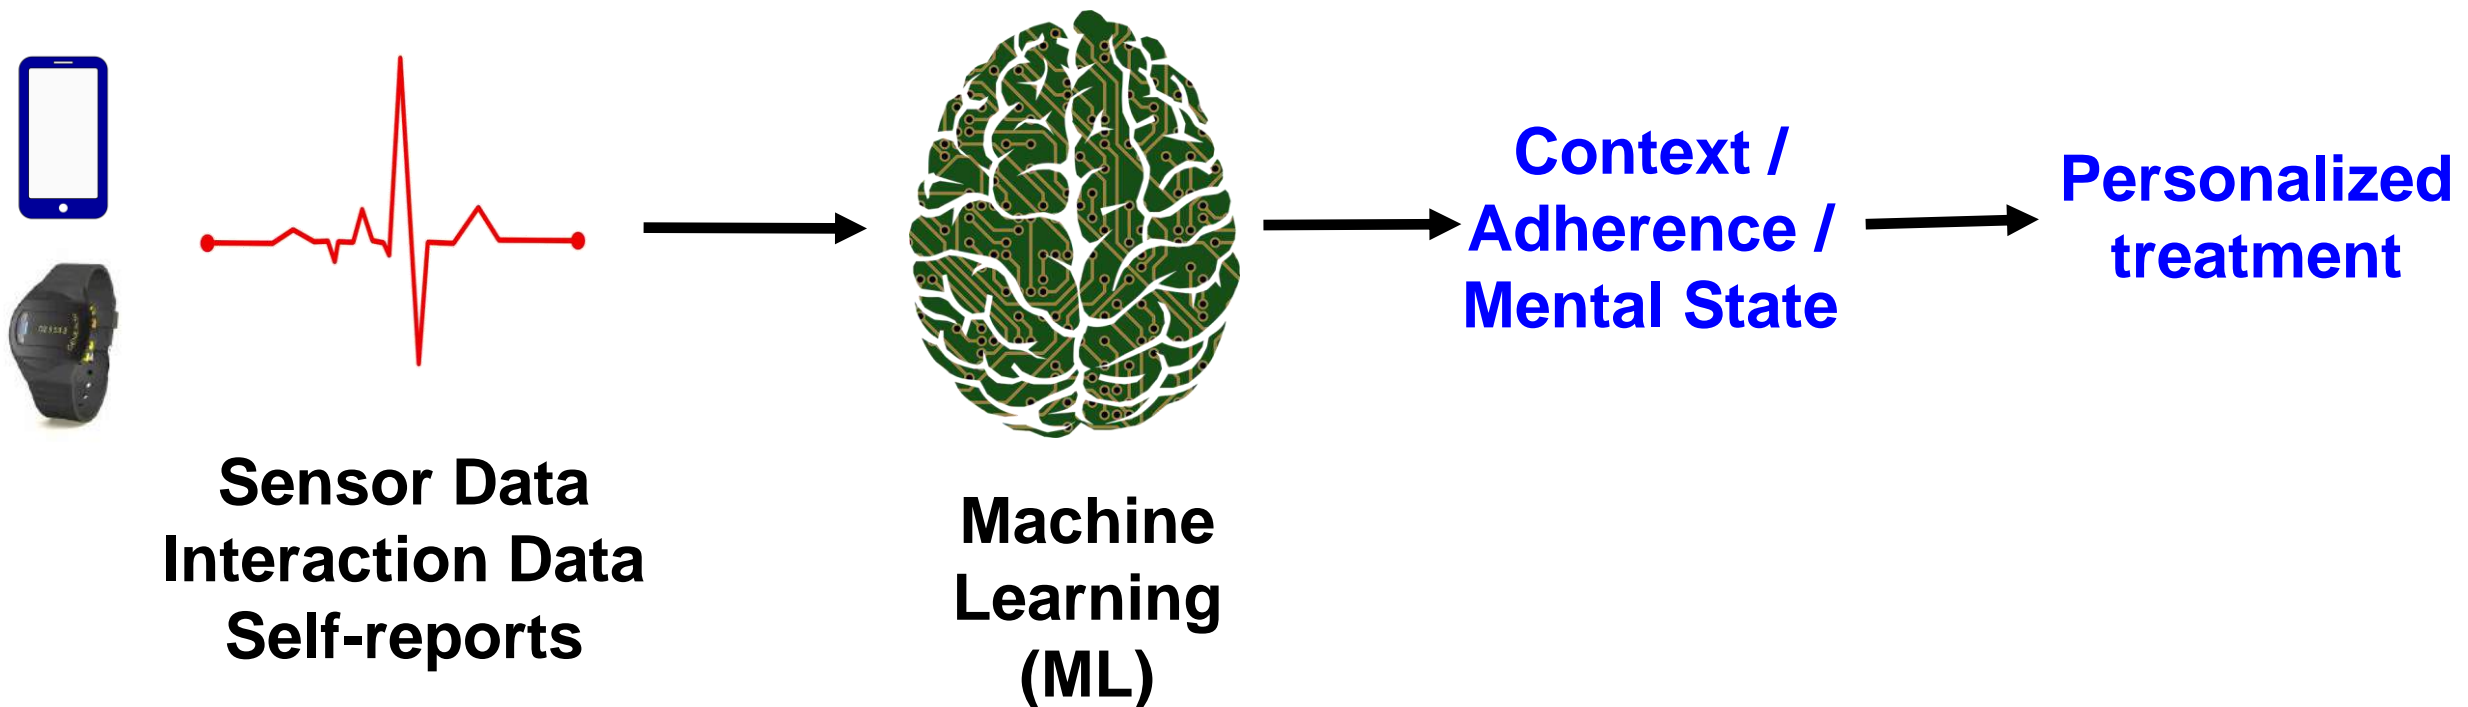 Sensor Data
Interaction Data
Self-reports
Machine
Learning
(ML)
Context /
Adherence /
Mental State
Personalized
treatment